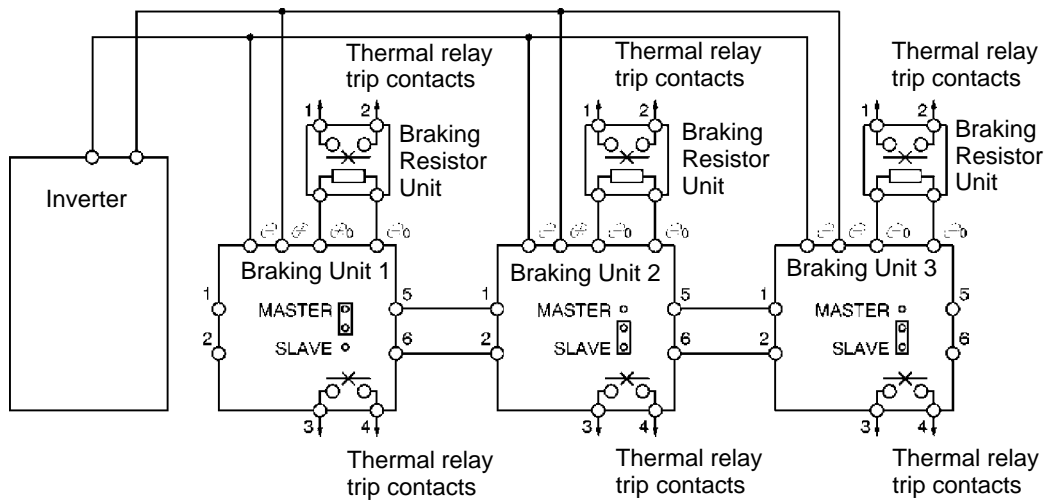 Thermal relay
trip contacts
Thermal relay
trip contacts
Thermal relay
trip contacts
1 2
1 2
1 2
Braking
Resistor
Unit
Braking
Resistor
Unit
Braking
Resistor
Unit
Inverter
Braking Unit 1
Braking Unit 2
Braking Unit 3
1 MASTER 5
2 SLAVE 6
1 MASTER 5
2 SLAVE 6
1 MASTER 5
2 SLAVE 6
3 4
3 4
3 4
Thermal relay
trip contacts
Thermal relay
trip contacts
Thermal relay
trip contacts